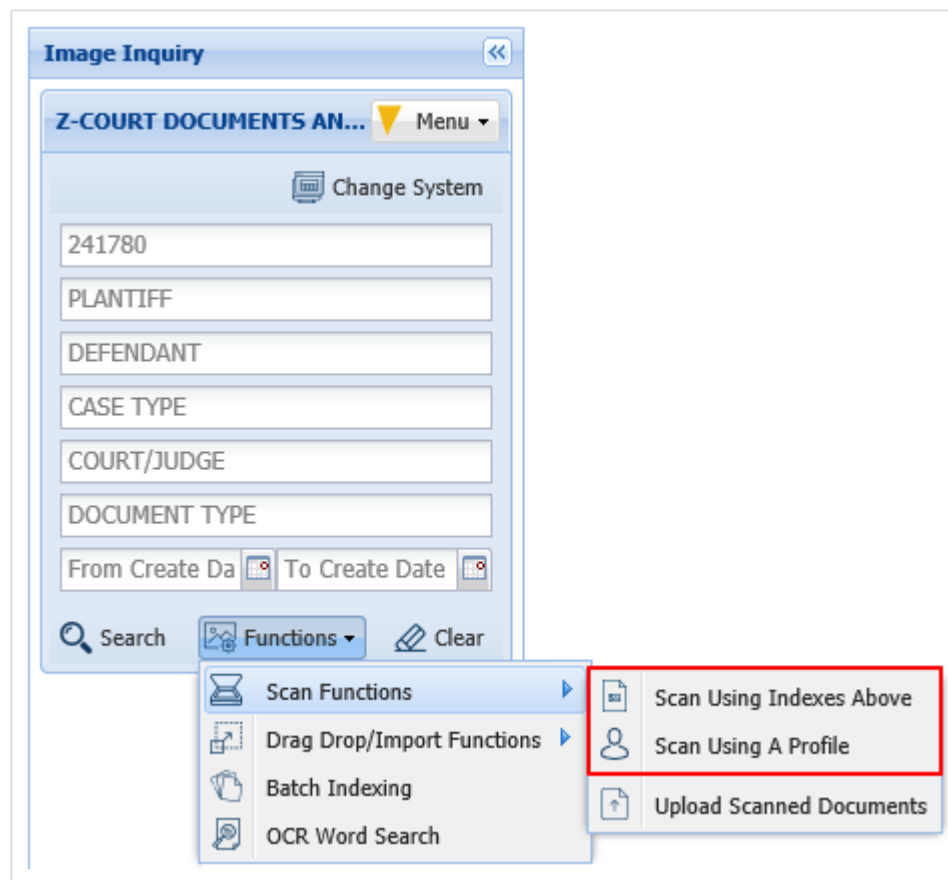 Image Inquiry
Z-COURT DOCUMENTS AN... Menu
Change System
241780
PLANTIFF
DEFENDANT
CASE TYPE
COURT/JUDGE
DOCUMENT TYPE
From Create Da To Create Date
Search Functions Clear
Scan Functions
Drag Drop/Import Functions
Batch Indexing
OCR Word Search
Scan Using Indexes Above
Scan Using A Profile
Upload Scanned Documents